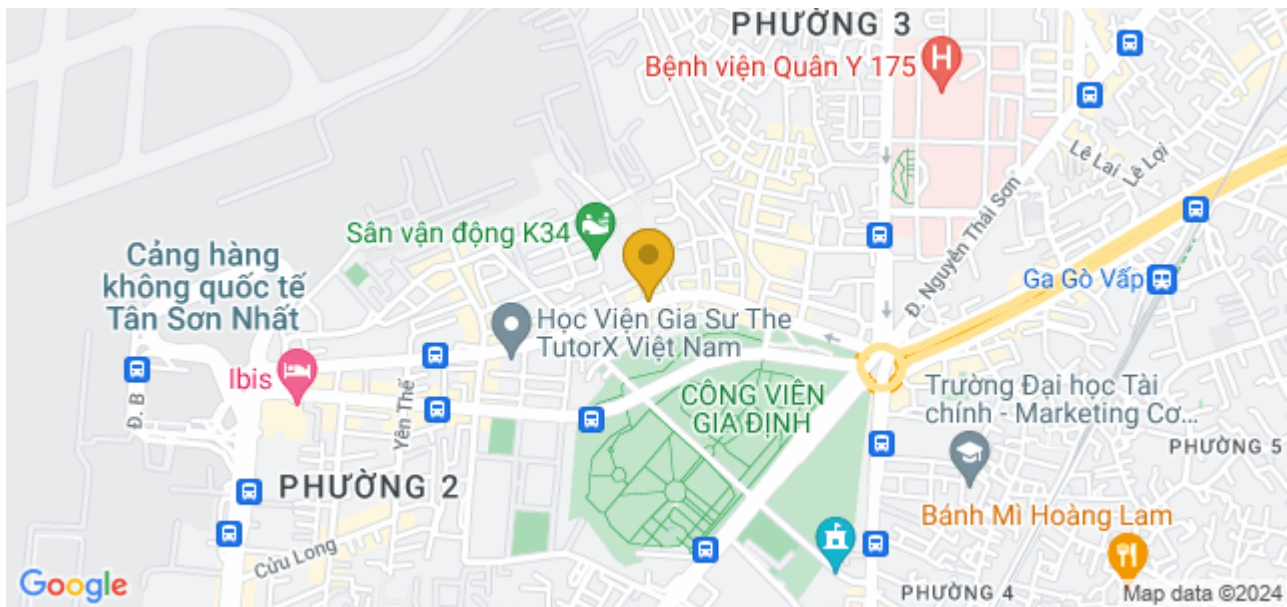 PHƯỜNG 3
Bệnh viện Quân Y 175
H
Lê Lai
Lê Lợi
Sân vận động K34
Đ. Nguyễn Thái Sơn
Cảng hàng
không quốc tế
Tân Sơn Nhất
Ga Gò Vấp
Học Viện Gia Sư The
TutorX Việt Nam
Ibis
Đ. B
Yên Thế
CÔNG VIÊN
GIA ĐỊNH
Trường Đại học Tài
chính - Marketing Cơ...
PHƯỜNG 5
PHƯỜNG 2
Bánh Mì Hoàng Lam
Cửu Long
PHƯỜNG 4
Google
Map data ©2024